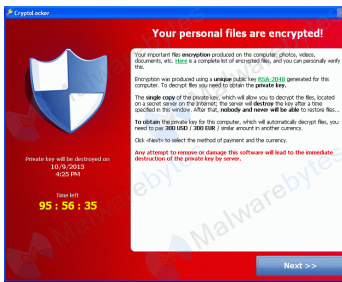 CryptoLocker
Your personal files are encrypted!
Your important files encryption produced on this computer: photos, videos,
documents, etc. Here is a complete list of encrypted files, and you can personally verify
this.
Encryption was produced using a unique public key RSA-2048 generated for this
computer. To decrypt files you need to obtain the private key.
The single copy of the private key, which will allow you to decrypt the files, located
on a secret server on the Internet; the server will destroy the key after a time
specified in this window. After that, nobody and never will be able to restore files...
To obtain the private key for this computer, which will automatically decrypt files, you
need to pay 300 USD / 300 EUR / similar amount in another currency.
Click «Next» to select the method of payment and the currency.
Any attempt to remove or damage this software will lead to the immediate
destruction of the private key by server.
Private key will be destroyed on
10/9/2013
4:25 PM
Time left
95 : 56 : 35
Next >>
Malwarebytes